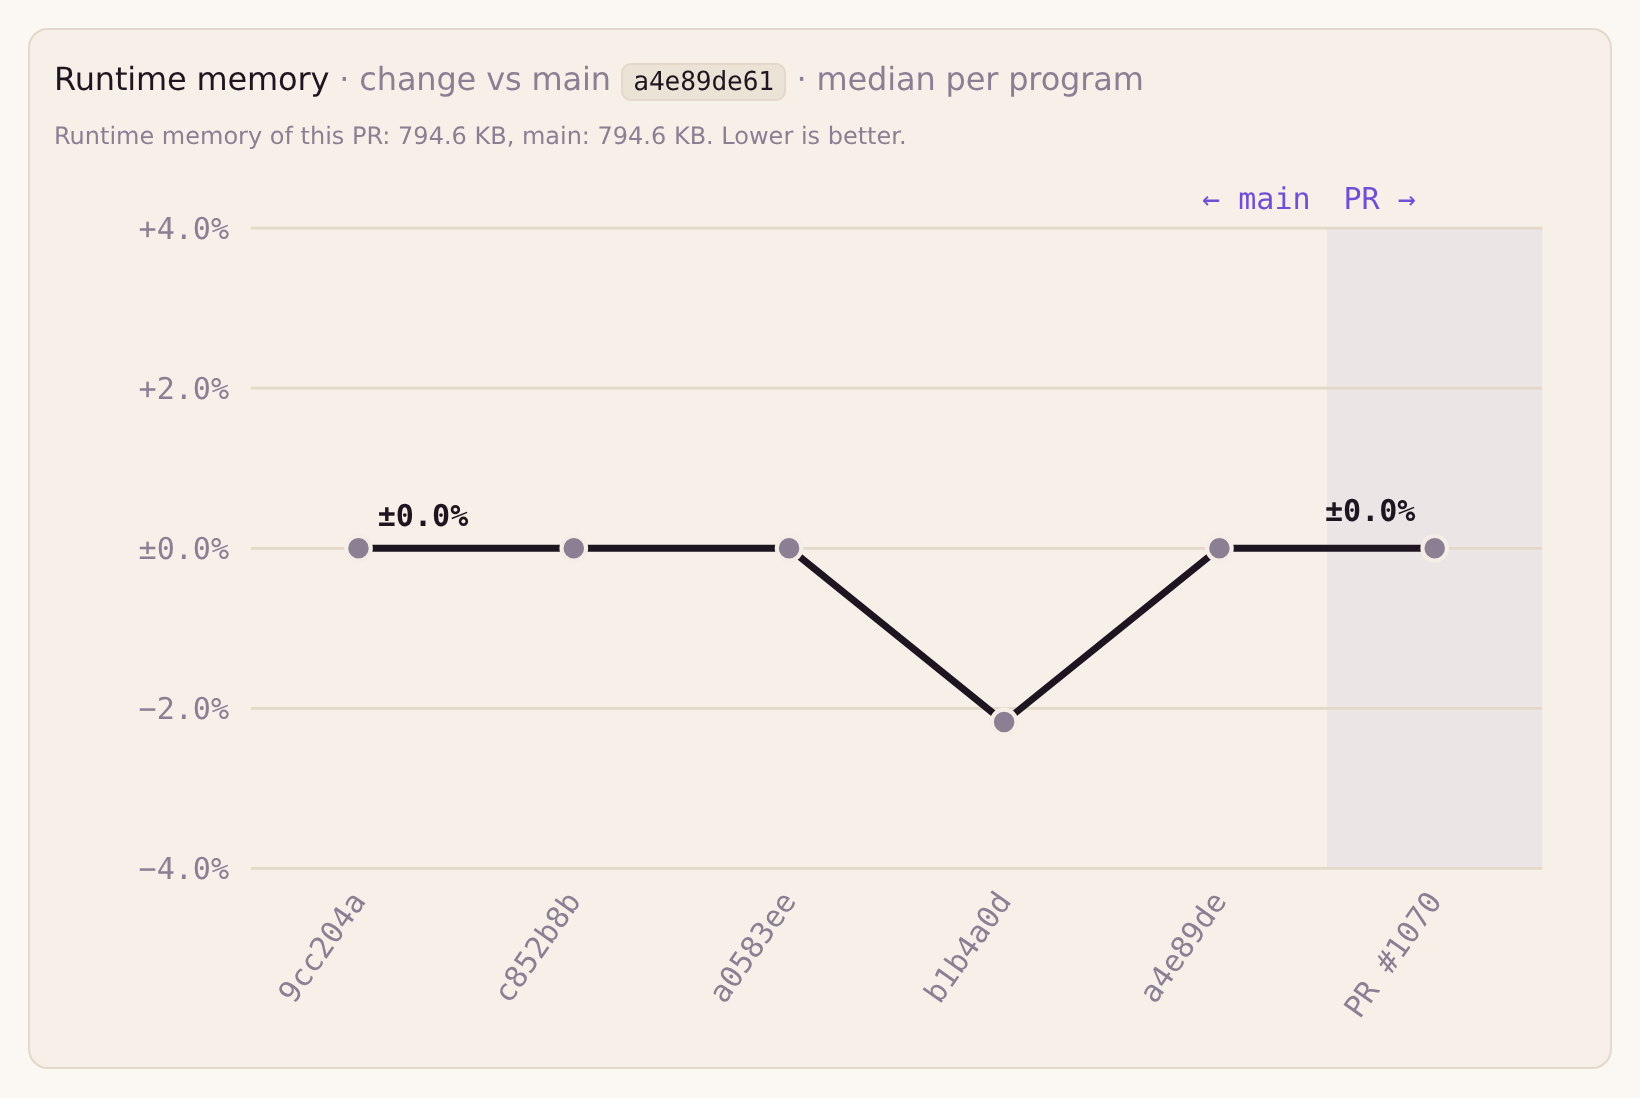 Runtime memory · change vs main a4e89de61 · median per program
Runtime memory of this PR: 794.6 KB, main: 794.6 KB. Lower is better.
← main PR →
+4.0%
+2.0%
±0.0%
−2.0%
−4.0%
±0.0%
±0.0%
9cc204a
c852b8b
a0583ee
b1b4a0d
a4e89de
PR #1070